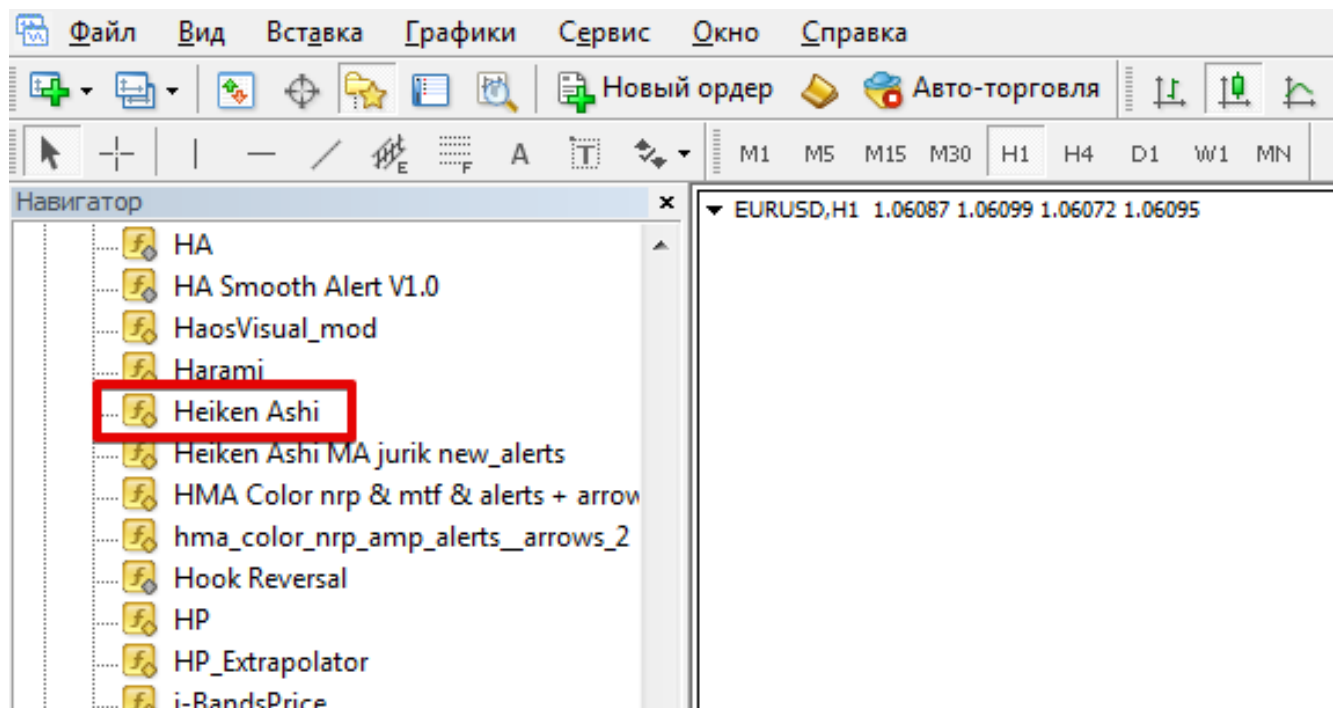 Файл Вид Вставка Графики Сервис Окно Справка
Новый ордер Авто-торговля
E F A T M1 M5 M15 M30 H1 H4 D1 W1 MN
Навигатор
EURUSD,H1 1.06087 1.06099 1.06072 1.06095
HA
HA Smooth Alert V1.0
HaosVisual_mod
Harami
Heiken Ashi
Heiken Ashi MA jurik new_alerts
HMA Color nrp & mtf & alerts + arrow
hma_color_nrp_amp_alerts__arrows_2
Hook Reversal
HP
HP_Extrapolator
i-BandsPrice